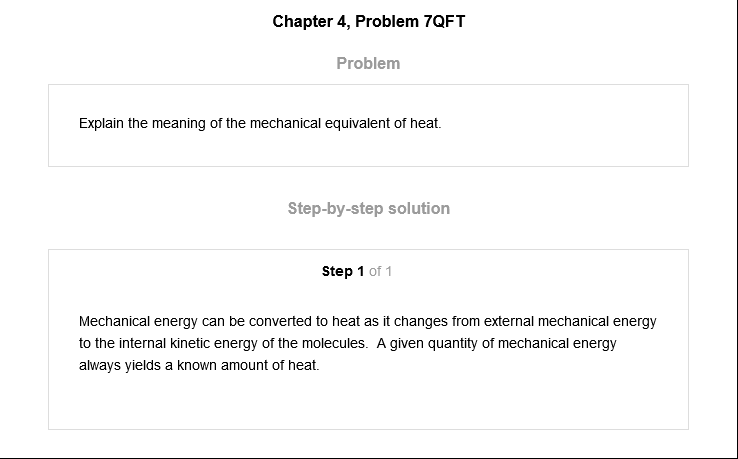 Chapter 4, Problem 7QFT
Problem
Explain the meaning of the mechanical equivalent of heat.
Step-by-step solution
Step 1 of 1
Mechanical energy can be converted to heat as it changes from external mechanical energy
to the internal kinetic energy of the molecules.  A given quantity of mechanical energy
always yields a known amount of heat.